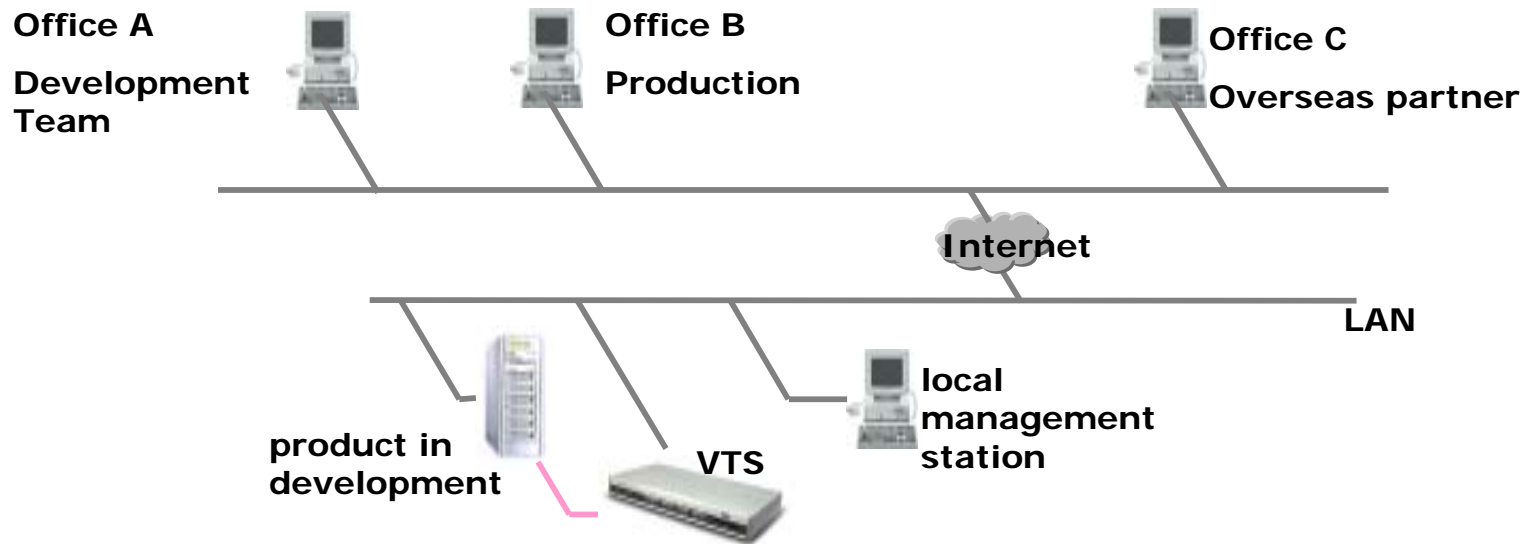 Office A
Development
Team
Office B
Production
Office C
Overseas partner
Internet
LAN
product in
development
VTS
local
management
station